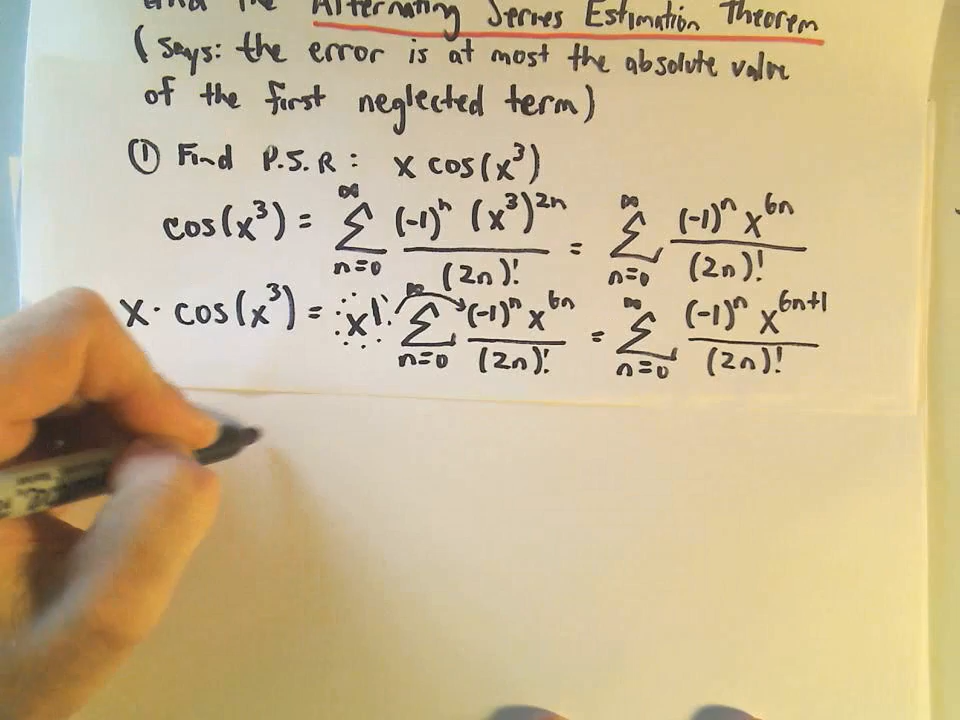 and the Alternating Series Estimation Theorem
(says: the error is at most the absolute value
of the first neglected term)
① Find P.S.R: x cos(x³)
cos(x³) = ∑_{n=0}^{∞} (-1)ⁿ (x³)²ⁿ / (2n)! = ∑_{n=0}^{∞} (-1)ⁿ x⁶ⁿ / (2n)!
x · cos(x³) = x¹ ∑_{n=0}^{∞} (-1)ⁿ x⁶ⁿ / (2n)! = ∑_{n=0}^{∞} (-1)ⁿ x⁶ⁿ⁺¹ / (2n)!